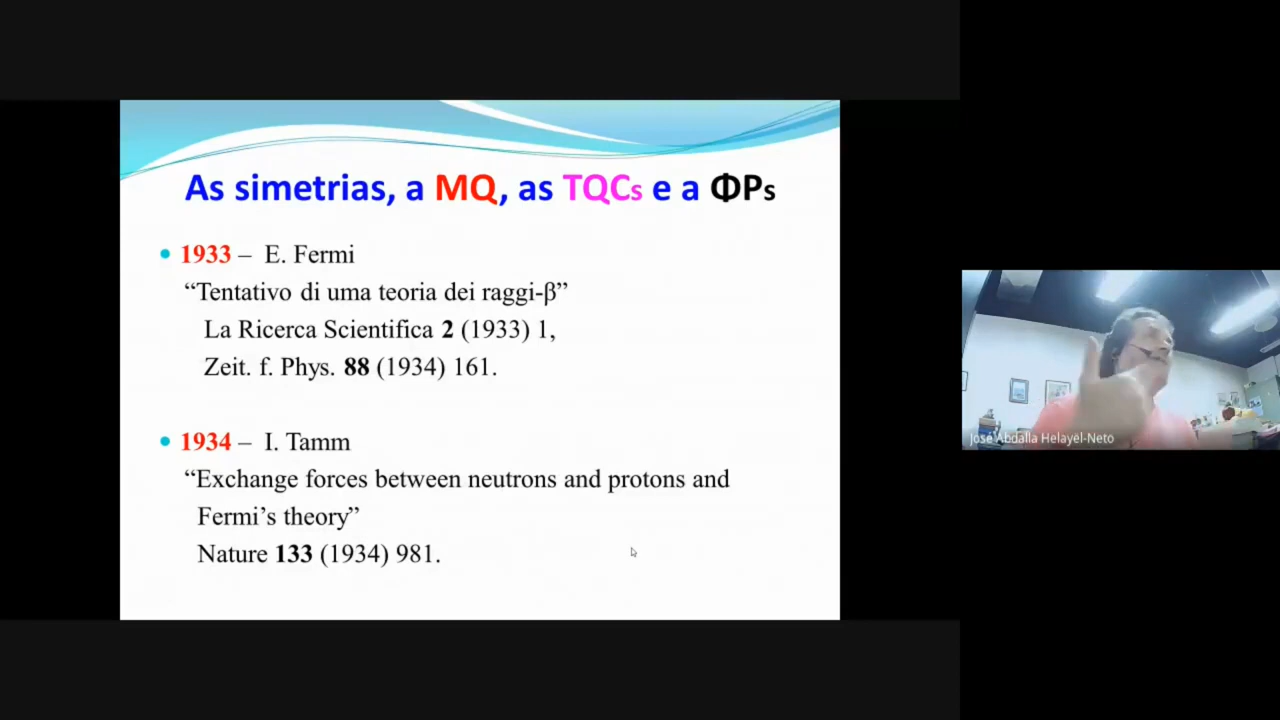 As simetrias, a MQ, as TQCs e a ΦPs
• 1933 – E. Fermi
“Tentativo di uma teoria dei raggi-β”
La Ricerca Scientifica 2 (1933) 1,
Zeit. f. Phys. 88 (1934) 161.
• 1934 – I. Tamm
“Exchange forces between neutrons and protons and
Fermi’s theory”
Nature 133 (1934) 981.
José Abdalla Helayël-Neto